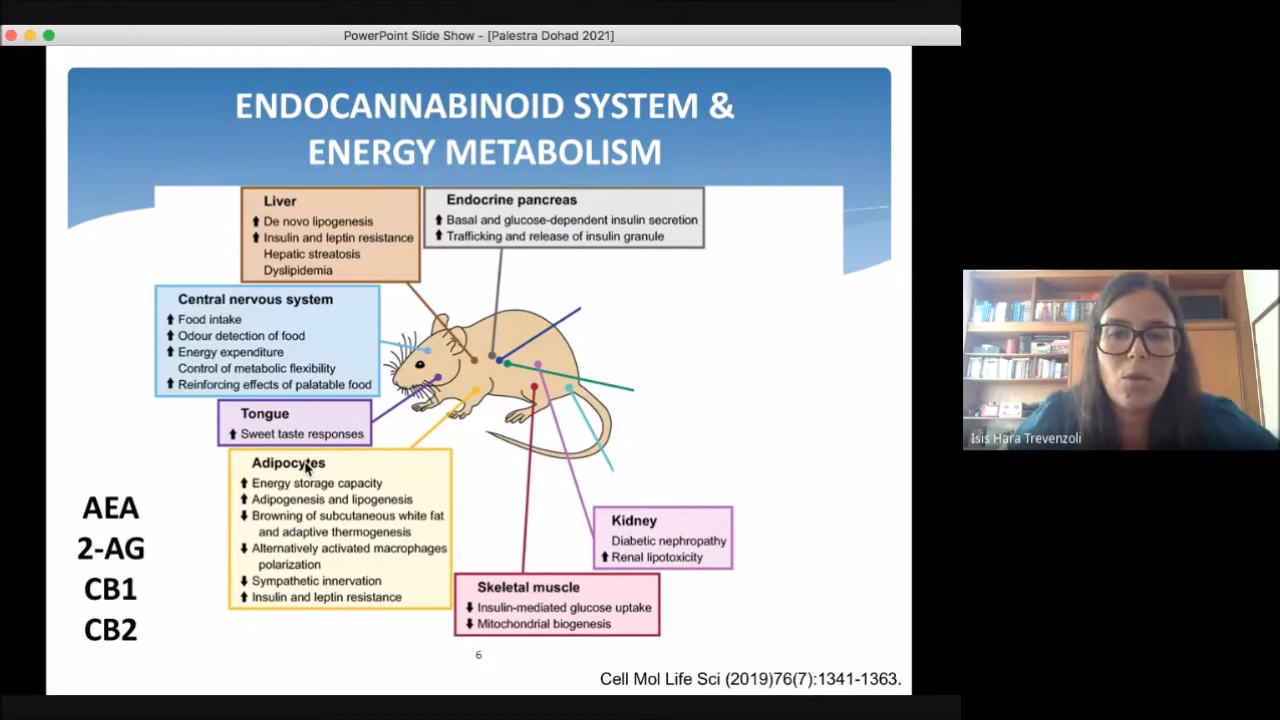 PowerPoint Slide Show - [Palestra Dohad 2021]
ENDOCANNABINOID SYSTEM &
ENERGY METABOLISM
Liver
⬆ De novo lipogenesis
⬆ Insulin and leptin resistance
Hepatic streatosis
Dyslipidemia
Endocrine pancreas
⬆ Basal and glucose-dependent insulin secretion
⬆ Trafficking and release of insulin granule
Central nervous system
⬆ Food intake
⬆ Odour detection of food
⬆ Energy expenditure
Control of metabolic flexibility
⬆ Reinforcing effects of palatable food
Tongue
⬆ Sweet taste responses
Adipocytes
⬆ Energy storage capacity
⬆ Adipogenesis and lipogenesis
⬇ Browning of subcutaneous white fat
and adaptive thermogenesis
⬇ Alternatively activated macrophages
polarization
⬇ Sympathetic innervation
⬆ Insulin and leptin resistance
AEA
2-AG
CB1
CB2
Kidney
Diabetic nephropathy
⬆ Renal lipotoxicity
Skeletal muscle
⬇ Insulin-mediated glucose uptake
⬇ Mitochondrial biogenesis
6
Cell Mol Life Sci (2019)76(7):1341-1363.
Isis Hara Trevenzoli